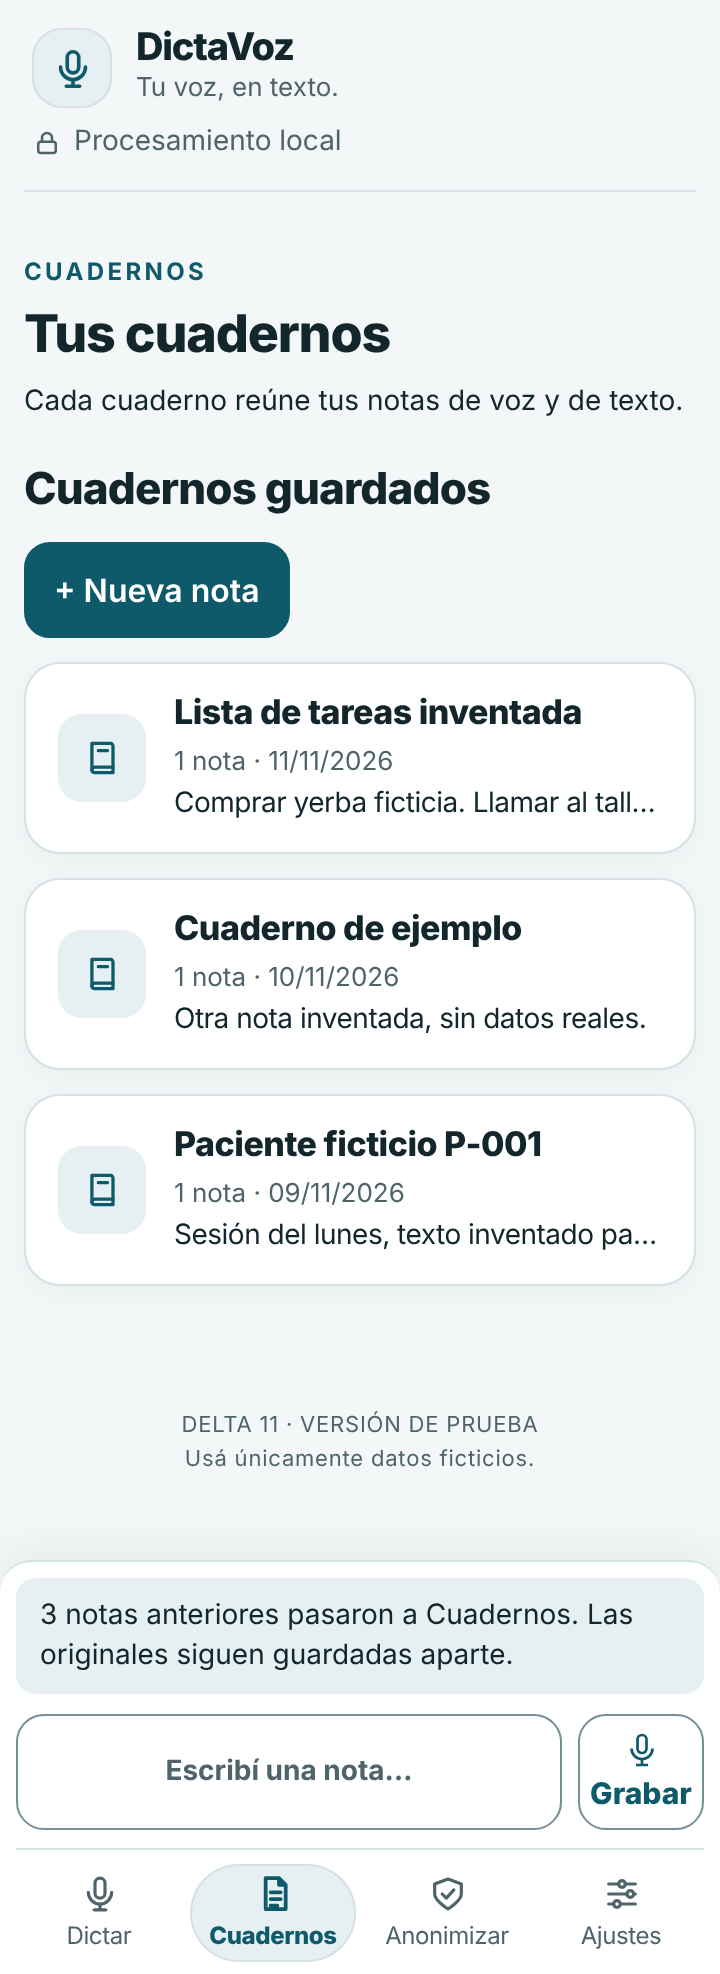 DictaVoz
Tu voz, en texto.
Procesamiento local
CUADERNOS
Tus cuadernos
Cada cuaderno reúne tus notas de voz y de texto.
Cuadernos guardados
+ Nueva nota
Lista de tareas inventada
1 nota · 11/11/2026
Comprar yerba ficticia. Llamar al tall...
Cuaderno de ejemplo
1 nota · 10/11/2026
Otra nota inventada, sin datos reales.
Paciente ficticio P-001
1 nota · 09/11/2026
Sesión del lunes, texto inventado pa...
DELTA 11 · VERSIÓN DE PRUEBA
Usá únicamente datos ficticios.
3 notas anteriores pasaron a Cuadernos. Las
originales siguen guardadas aparte.
Escribí una nota...
Grabar
Dictar
Cuadernos
Anonimizar
Ajustes